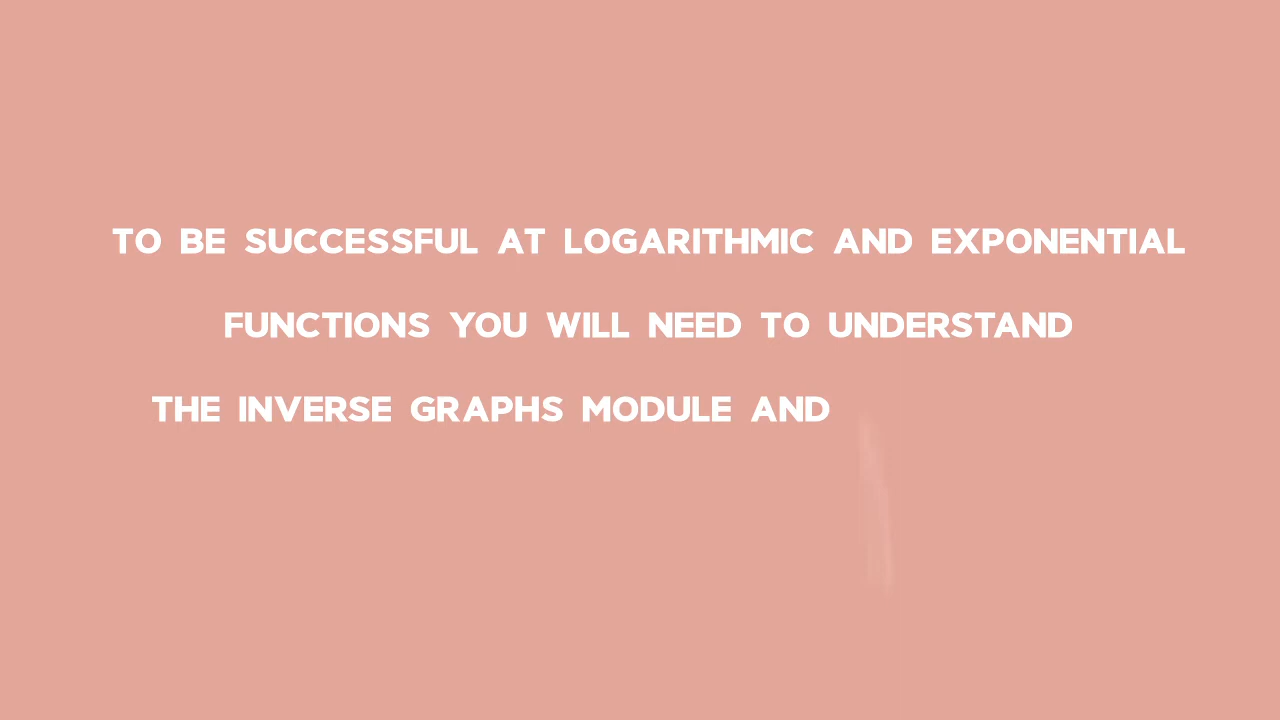 TO BE SUCCESSFUL AT LOGARITHMIC AND EXPONENTIAL
FUNCTIONS YOU WILL NEED TO UNDERSTAND
THE INVERSE GRAPHS MODULE AND